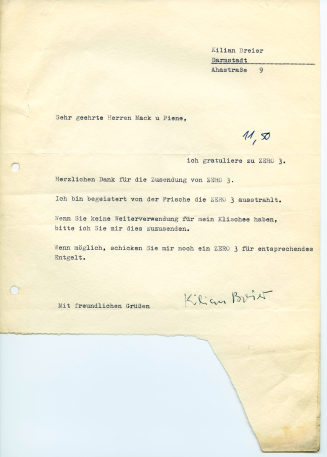 Kilian Breier
Darmstadt
Ahastraße 9
Sehr geehrte Herren Mack u Piene,
11,50
ich gratuliere zu ZERO 3.
Herzlichen Dank für die Zusendung von ZERO 3.
Ich bin begeistert von der Frische die ZERO 3 ausstrahlt.
Wenn Sie keine Weiterverwendung für mein Klischee haben,
bitte ich Sie mir dies zuzusenden.
Wenn möglich, schicken Sie mir noch ein ZERO 3 für entsprechendes
Entgelt.
Mit freundlichen Grüßen
Kilian Breier